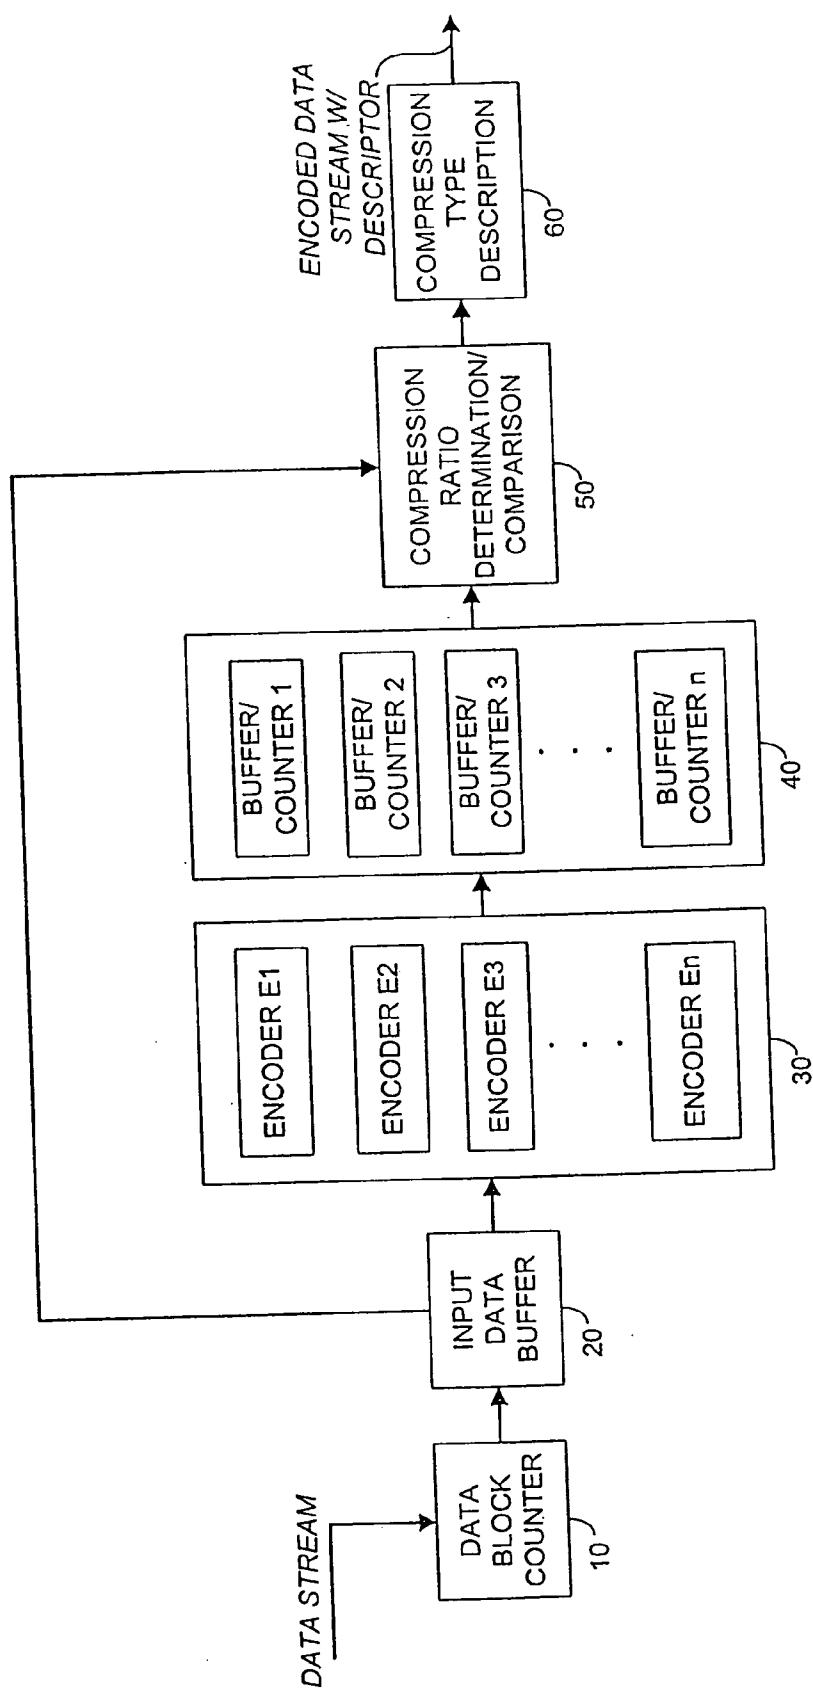 DATA STREAM
DATA
BLOCK
COUNTER
10
INPUT
DATA
BUFFER
20
ENCODER E1
ENCODER E2
ENCODER E3
. . .
ENCODER En
30
BUFFER/
COUNTER 1
BUFFER/
COUNTER 2
BUFFER/
COUNTER 3
. . .
BUFFER/
COUNTER n
40
COMPRESSION
RATIO
DETERMINATION/
COMPARISON
50
COMPRESSION
TYPE
DESCRIPTION
60
ENCODED DATA
STREAM W/
DESCRIPTOR